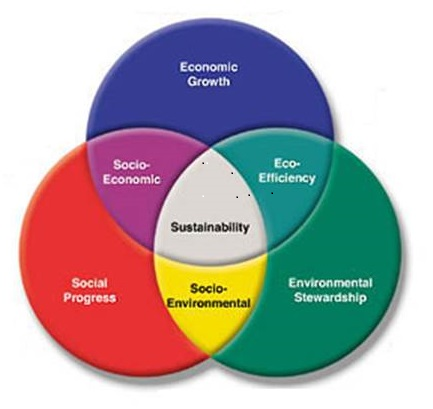 Economic
Growth
Socio-
Economic
Eco-
Efficiency
Sustainability
Social
Progress
Socio-
Environmental
Environmental
Stewardship